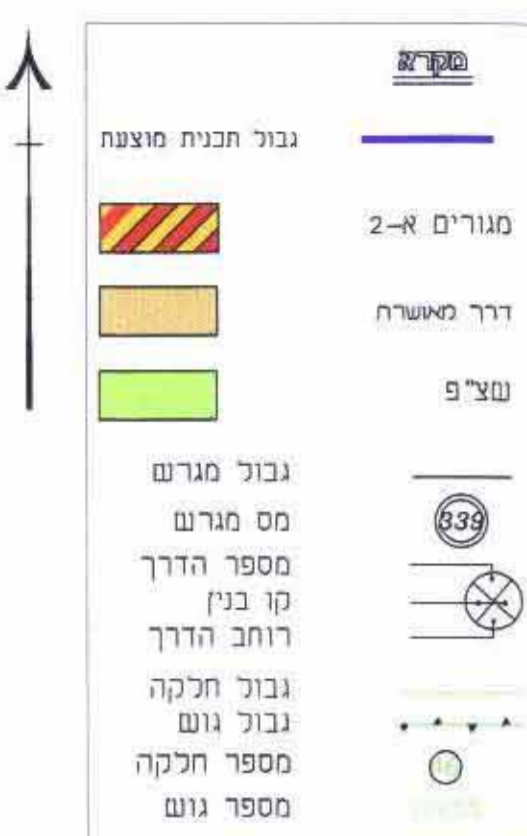 מקרא
גבול תכנית מוצעת
מגורים א-2
דרך מאושרת
שצ"פ
גבול מגרש
מס מגרש
339
מספר הדרך
קו בנין
רוחב הדרך
גבול חלקה
גבול גוש
מספר חלקה
מספר גוש